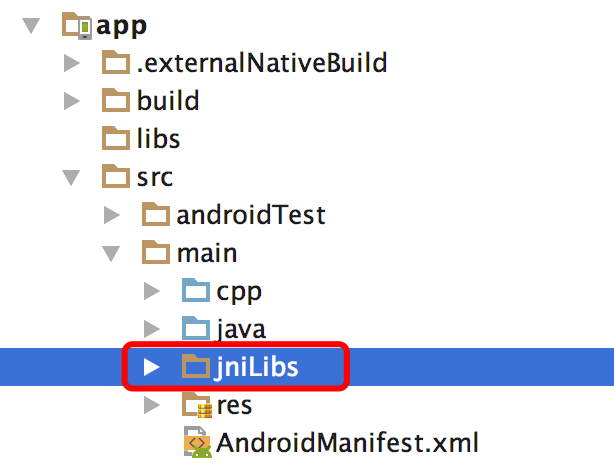 app
.externalNativeBuild
build
libs
src
androidTest
main
cpp
java
jniLibs
res
AndroidManifest.xml